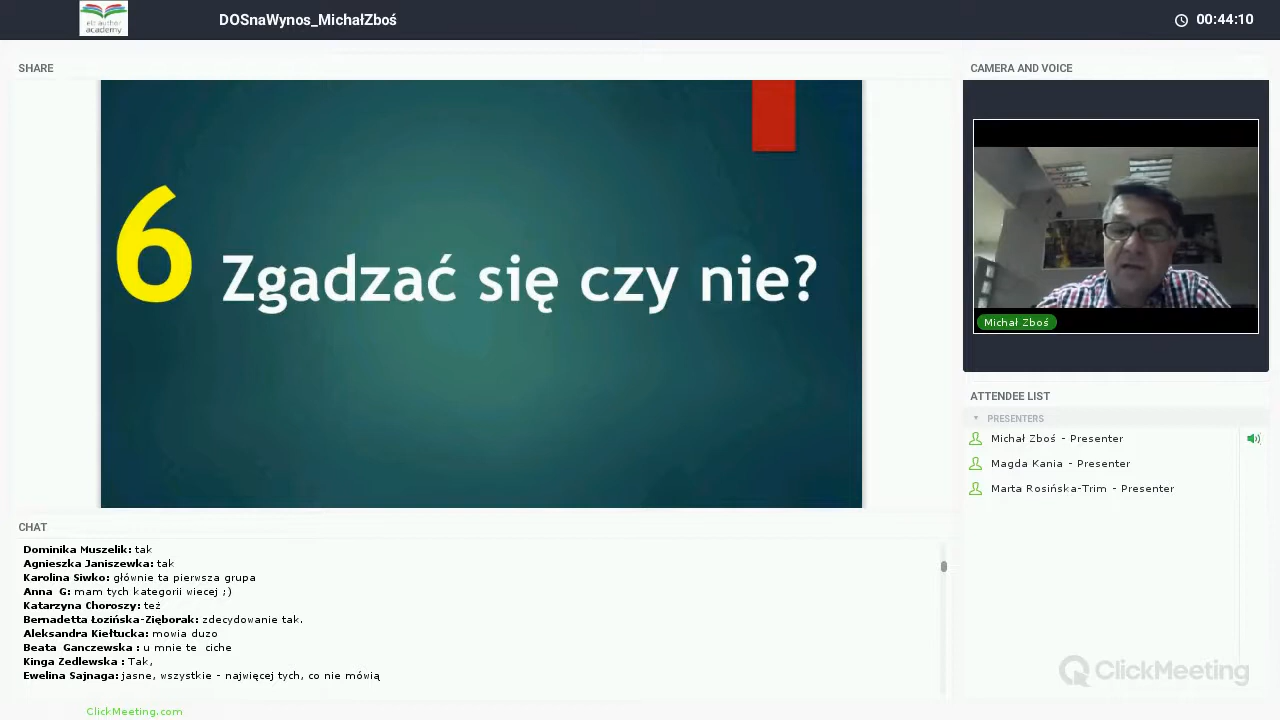 elt author
academy
DOSnaWynos_MichałZboś
00:44:10
SHARE
CAMERA AND VOICE
6 Zgadzać się czy nie?
Michał Zboś
ATTENDEE LIST
PRESENTERS
Michał Zboś - Presenter
Magda Kania - Presenter
Marta Rosińska-Trim - Presenter
CHAT
Dominika Muszelik: tak
Agnieszka Janiszewka: tak
Karolina Siwko: głównie ta pierwsza grupa
Anna G: mam tych kategorii wiecej ;)
Katarzyna Choroszy: też
Bernadetta Łozińska-Zięborak: zdecydowanie tak.
Aleksandra Kiełtucka: mowia duzo
Beata Ganczewska : u mnie te ciche
Kinga Zedlewska : Tak,
Ewelina Sajnaga: jasne, wszystkie - najwięcej tych, co nie mówią
ClickMeeting
ClickMeeting.com